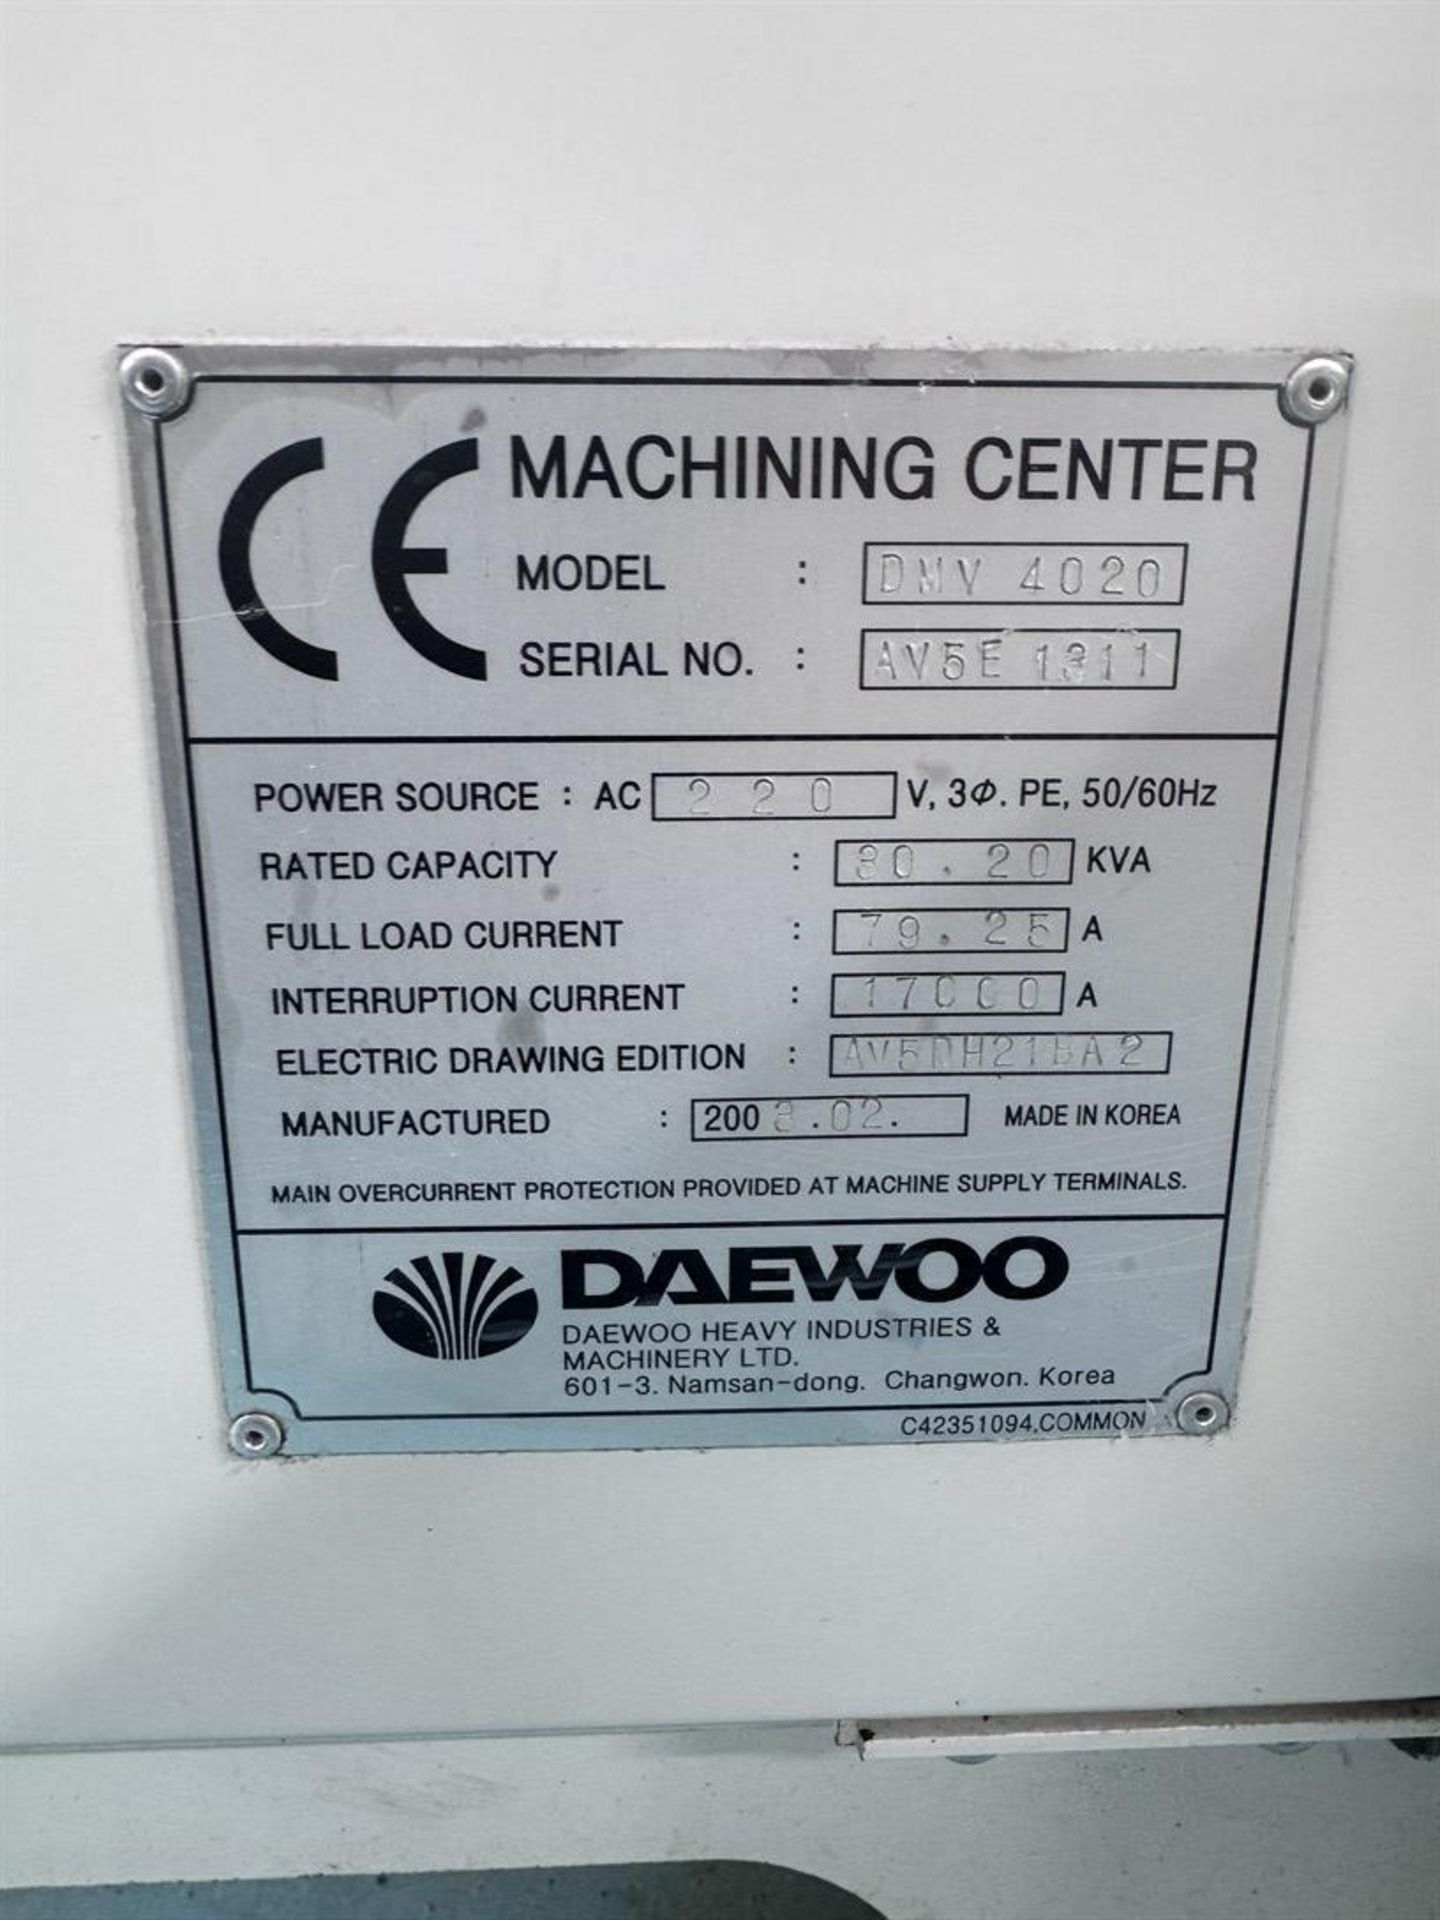 CE MACHINING CENTER
MODEL : DMV 4020
SERIAL NO. : AV5E 1311
POWER SOURCE : AC 220 V, 3Φ. PE, 50/60Hz
RATED CAPACITY : 30.20 KVA
FULL LOAD CURRENT : 79.25 A
INTERRUPTION CURRENT : 17000 A
ELECTRIC DRAWING EDITION :
MANUFACTURED : 2003.02. MADE IN KOREA
MAIN OVERCURRENT PROTECTION PROVIDED AT MACHINE SUPPLY TERMINALS.
DAEWOO
DAEWOO HEAVY INDUSTRIES &
MACHINERY LTD.
601-3. Namsan-dong. Changwon. Korea
C42351094.COMMON